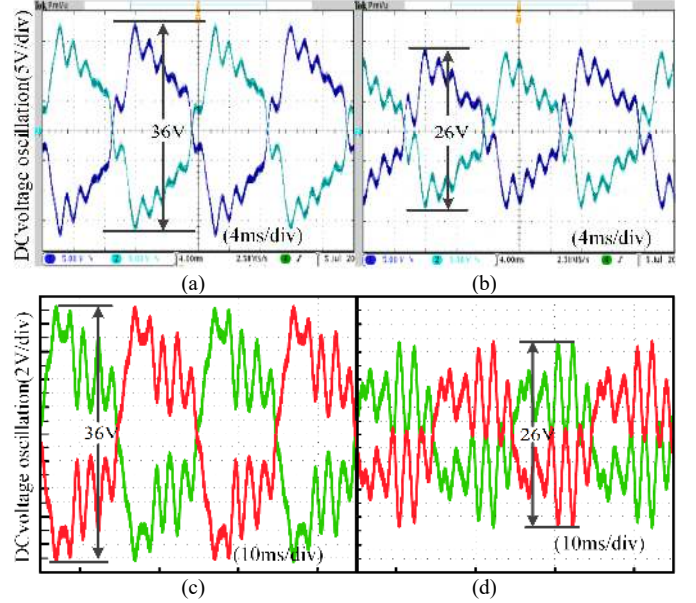 DCvoltage oscillation(5V/div)
36V
(4ms/div)
4.00ms
(a)
26V
(4ms/div)
4.00ms
(b)
DCvoltage oscillation(2V/div)
36V
(10ms/div)
(c)
26V
(10ms/div)
(d)